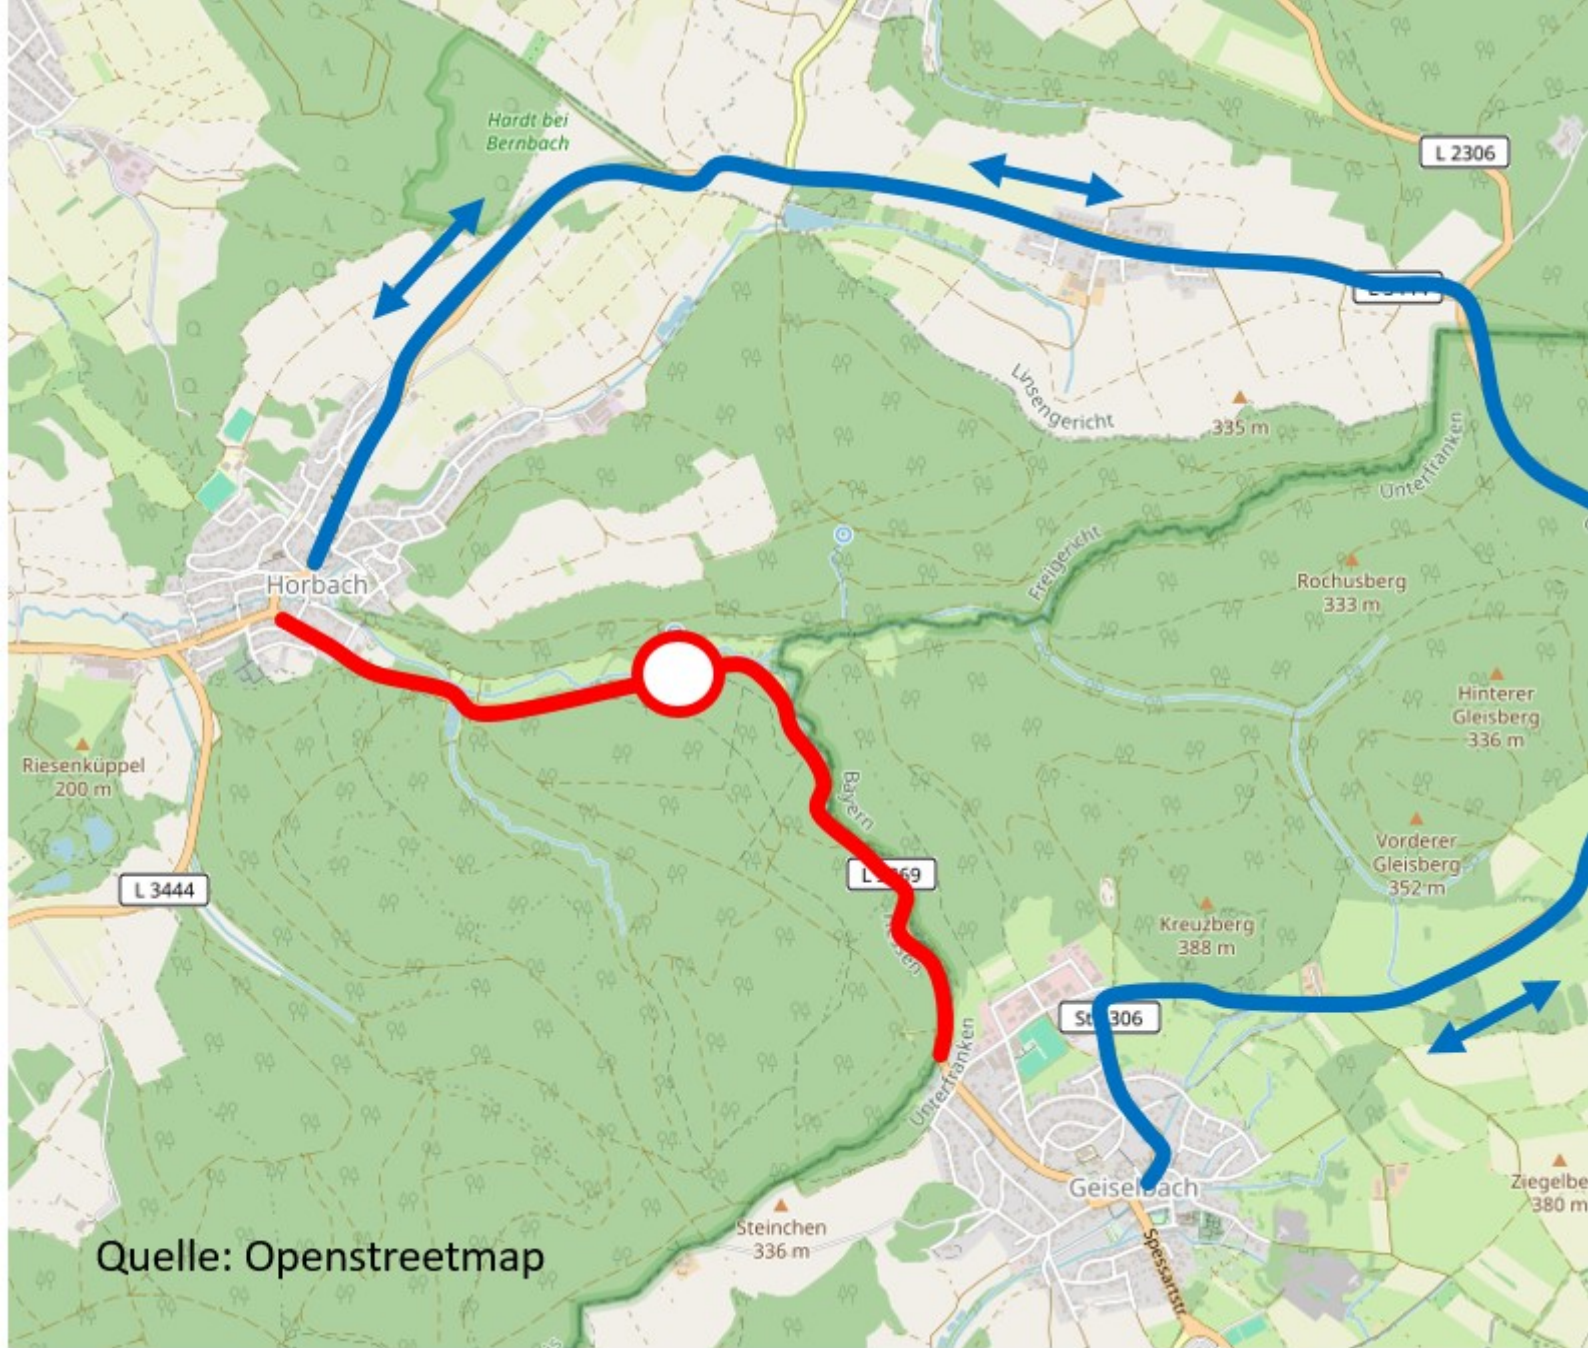 Hardt bei
Bernbach
L 2306
Linsengericht
335 m
Unterfranken
Freigericht
Rochusberg
333 m
Horbach
Hinterer
Gleisberg
336 m
Riesenküppel
200 m
Bayern
Vorderer
Gleisberg
352 m
L 3444
Kreuzberg
388 m
Unterfranken
Geiselbach
Steinchen
336 m
380 m
Spessartstr
Quelle: Openstreetmap